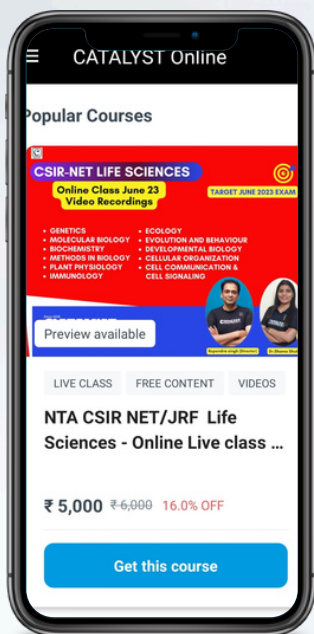 CATALYST Online
Popular Courses
CSIR-NET LIFE SCIENCES
Online Class June 23
Video Recordings
TARGET JUNE 2023 EXAM
• GENETICS
• MOLECULAR BIOLOGY
• BIOCHEMISTRY
• METHODS IN BIOLOGY
• PLANT PHYSIOLOGY
• IMMUNOLOGY
• ECOLOGY
• EVOLUTION AND BEHAVIOUR
• DEVELOPMENTAL BIOLOGY
• CELLULAR ORGANIZATION
• CELL COMMUNICATION &
CELL SIGNALING
Preview available
LIVE CLASS FREE CONTENT VIDEOS
NTA CSIR NET/JRF Life
Sciences - Online Live class ...
₹ 5,000 ₹ 6,000 16.0% OFF
Get this course